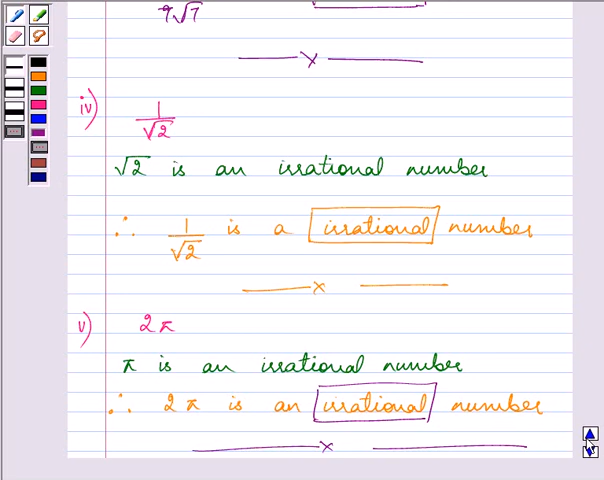 7√7
iv)
1/√2
√2 is an irrational number
∴ 1/√2 is a irrational number
v) 2π
π is an irrational number
∴ 2π is an irrational number